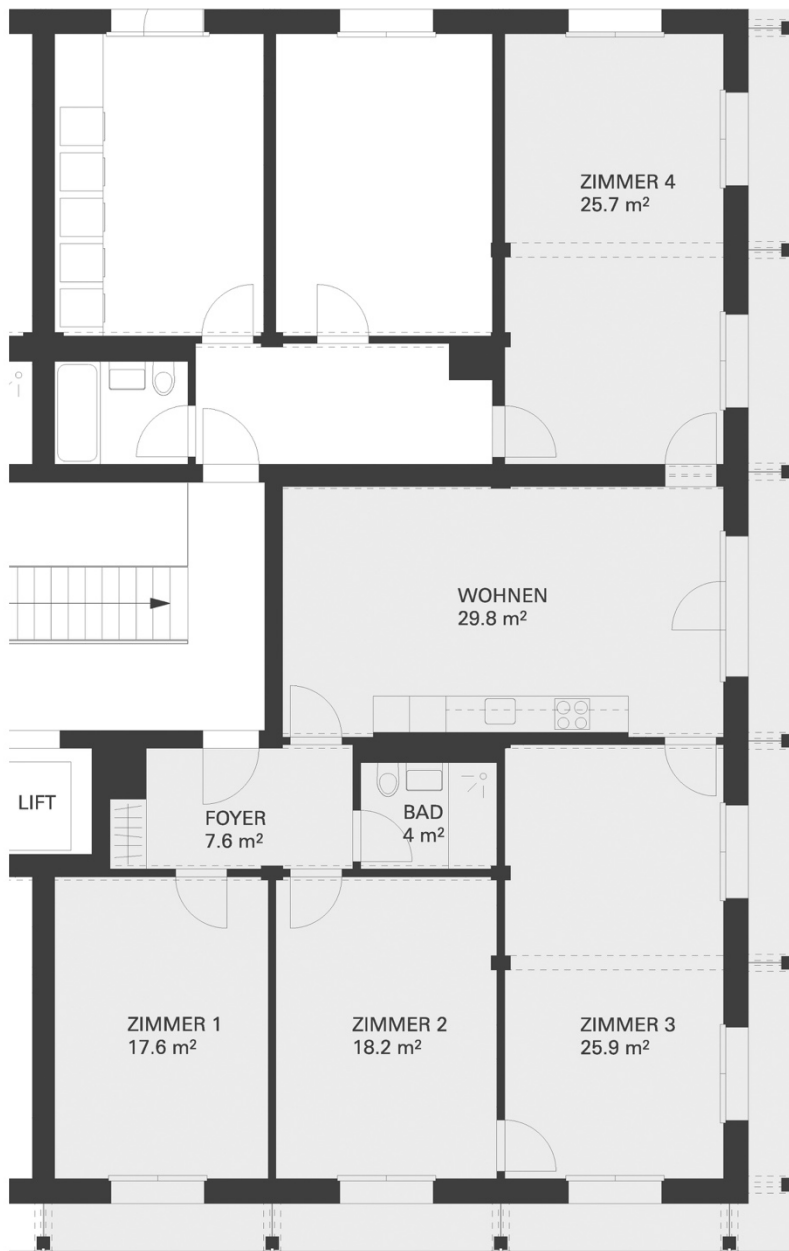 ZIMMER 4
25.7 m²
WOHNEN
29.8 m²
LIFT
FOYER
7.6 m²
BAD
4 m²
ZIMMER 1
17.6 m²
ZIMMER 2
18.2 m²
ZIMMER 3
25.9 m²